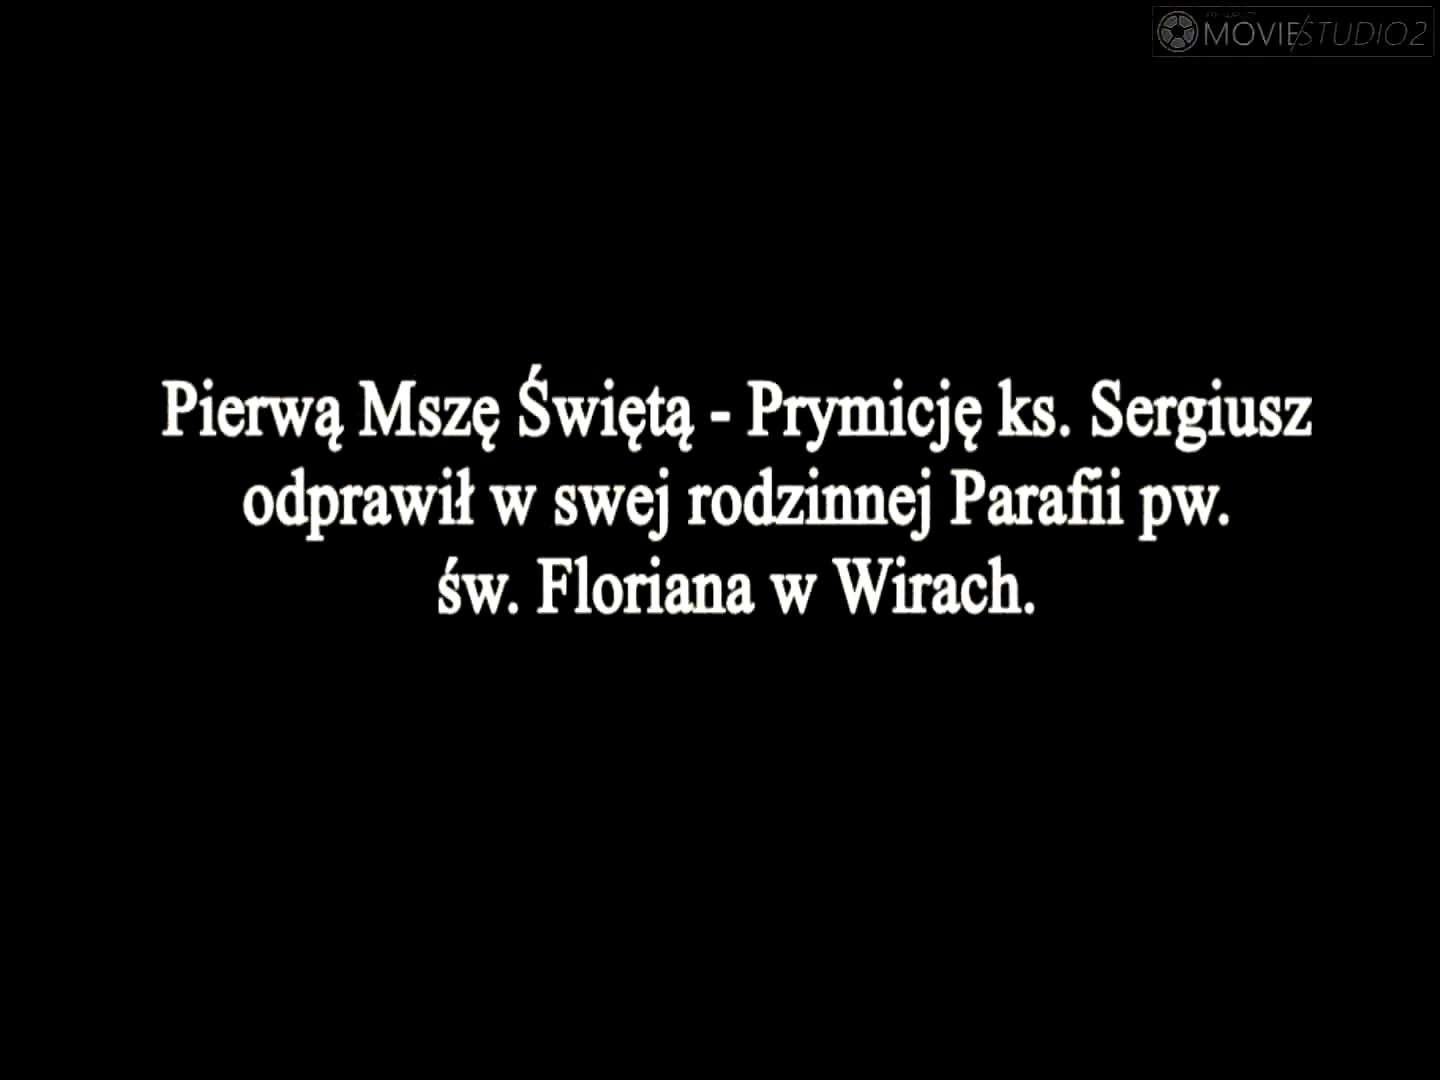 MOVIESTUDIO2
Pierwą Mszę Świętą - Prymicję ks. Sergiusz
odprawił w swej rodzinnej Parafii pw.
św. Floriana w Wirach.